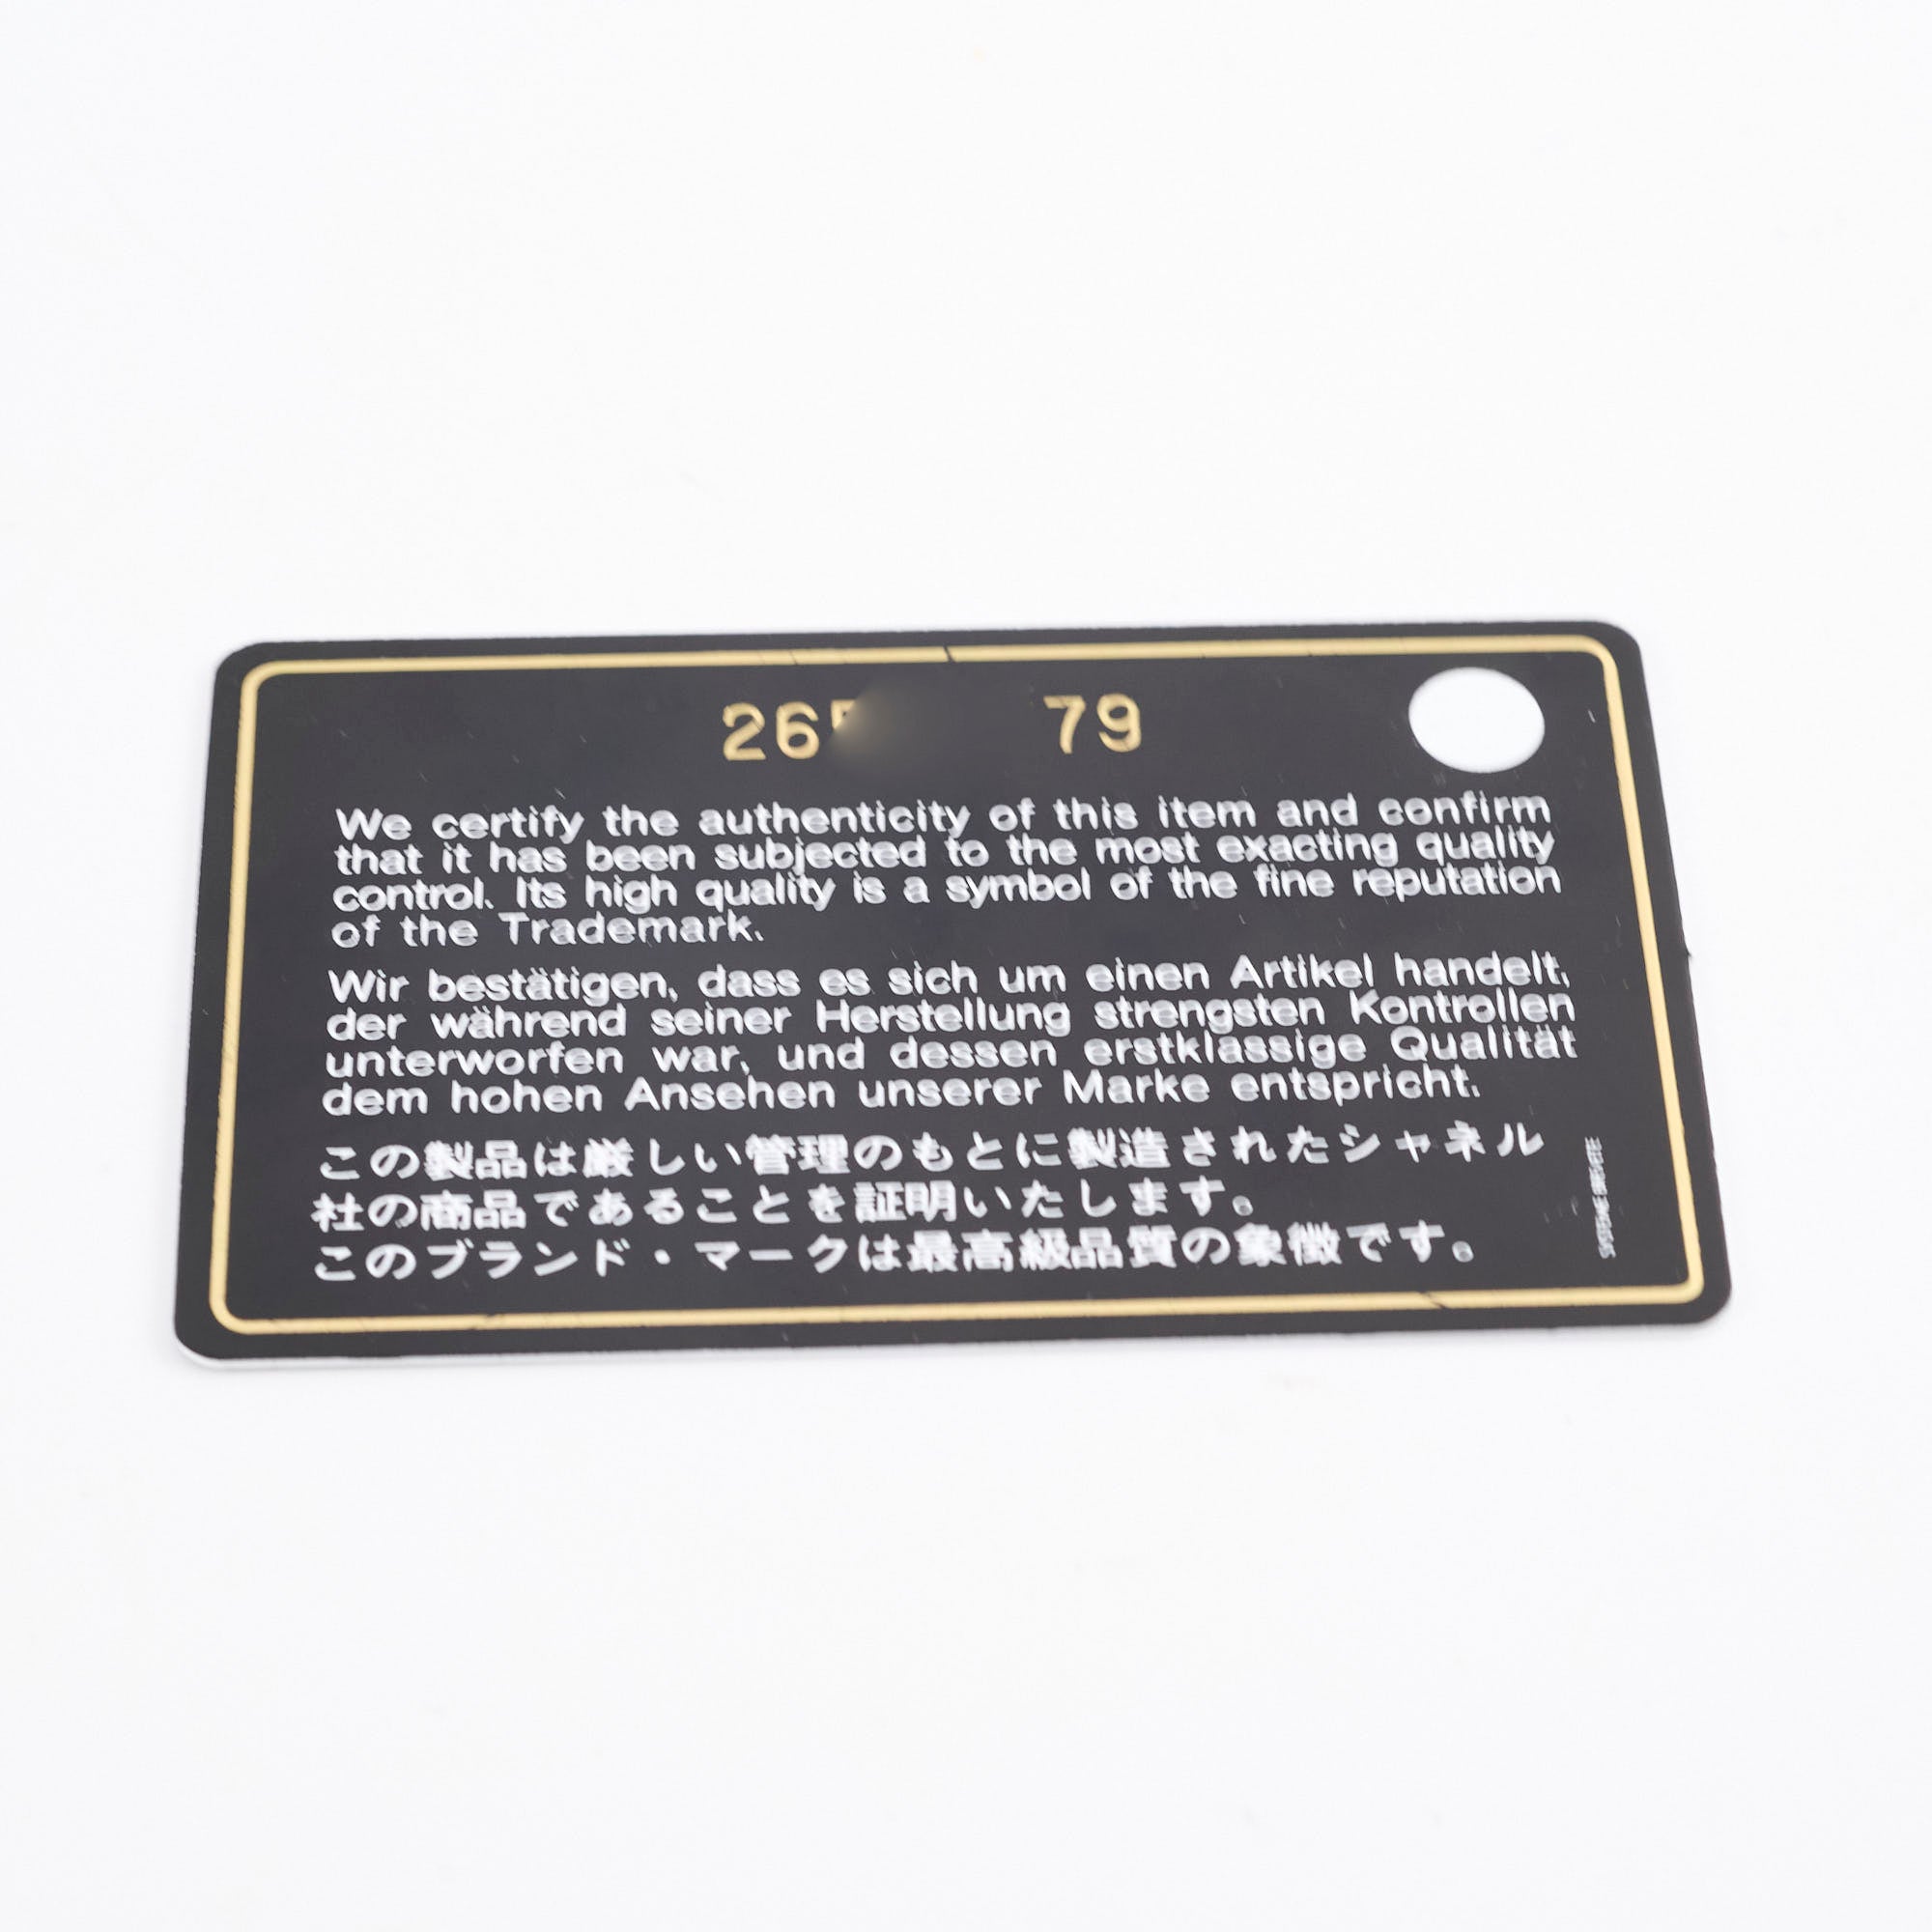 26 79
We certify the authenticity of this item and confirm
that it has been subjected to the most exacting quality
control. Its high quality is a symbol of the fine reputation
of the Trademark.
Wir bestätigen, dass es sich um einen Artikel handelt,
der während seiner Herstellung strengsten Kontrollen
unterworfen war, und dessen erstklassige Qualität
dem hohen Ansehen unserer Marke entspricht.
この製品は厳しい管理のもとに製造されたシャネル
社の商品であることを証明いたします。
このブランド・マークは最高級品質の象徴です。